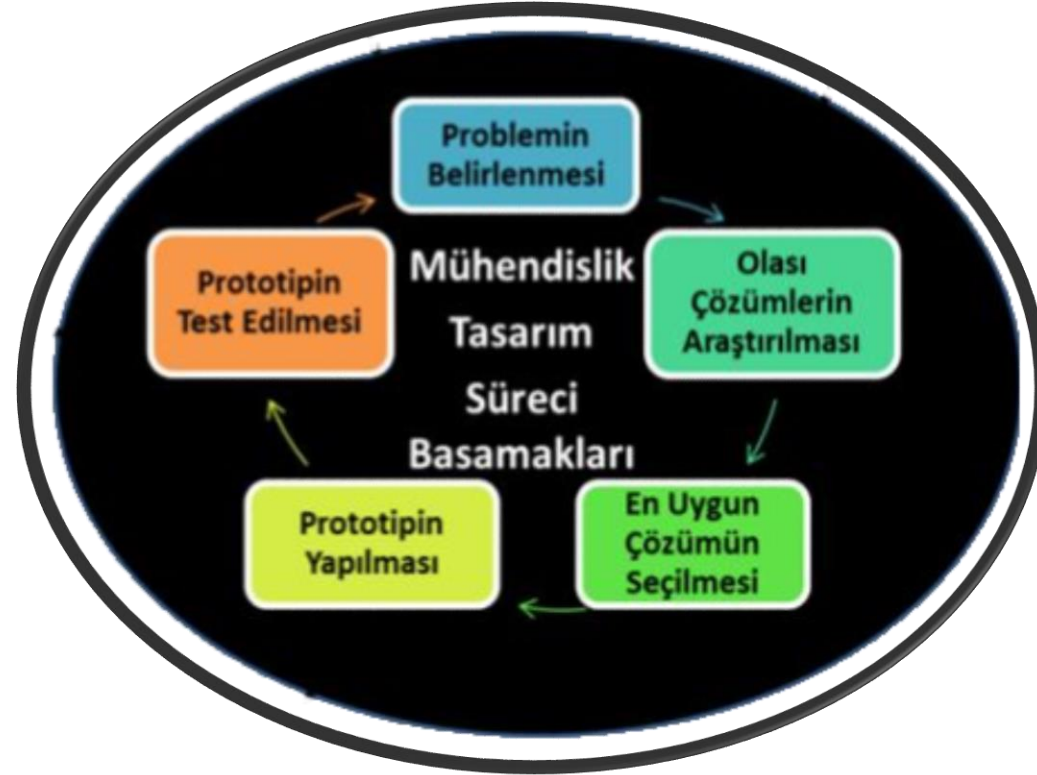 Problemin
Belirlenmesi
Mühendislik
Tasarım
Süreci
Basamakları
Olası
Çözümlerin
Araştırılması
En Uygun
Çözümün
Seçilmesi
Prototipin
Yapılması
Prototipin
Test Edilmesi